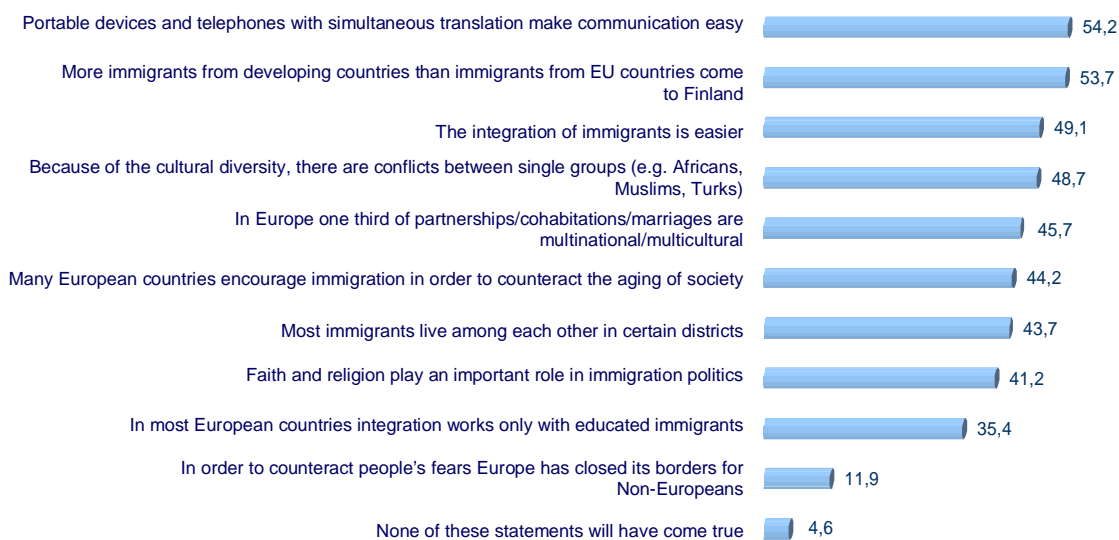 Portable devices and telephones with simultaneous translation make communication easy 54,2
More immigrants from developing countries than immigrants from EU countries come
to Finland 53,7
The integration of immigrants is easier 49,1
Because of the cultural diversity, there are conflicts between single groups (e.g. Africans,
Muslims, Turks) 48,7
In Europe one third of partnerships/cohabitations/marriages are
multinational/multicultural 45,7
Many European countries encourage immigration in order to counteract the aging of society 44,2
Most immigrants live among each other in certain districts 43,7
Faith and religion play an important role in immigration politics 41,2
In most European countries integration works only with educated immigrants 35,4
In order to counteract people’s fears Europe has closed its borders for
Non-Europeans 11,9
None of these statements will have come true 4,6